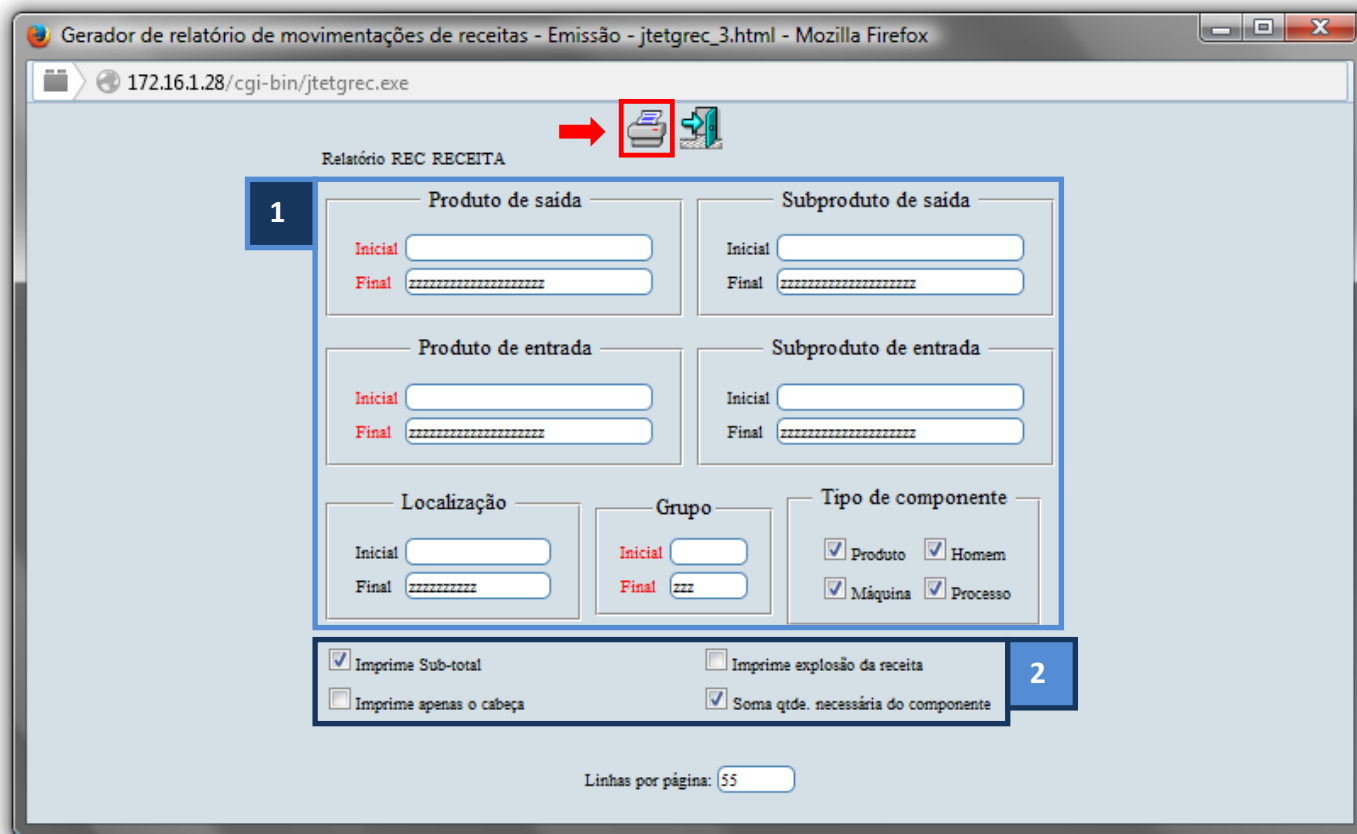 Gerador de relatório de movimentações de receitas - Emissão - jtetgrec_3.html - Mozilla Firefox
172.16.1.28/cgi-bin/jtetgrec.exe
Relatório REC RECEITA
1
Produto de saída
Subproduto de saída
Inicial
Inicial
Final zzzzzzzzzzzzzzzzzzzz
Final zzzzzzzzzzzzzzzzzzzz
Produto de entrada
Subproduto de entrada
Inicial
Inicial
Final zzzzzzzzzzzzzzzzzzzz
Final zzzzzzzzzzzzzzzzzzzz
Localização
Grupo
Tipo de componente
Inicial
Inicial
Produto Homem
Final zzzzzzzzzz
Final zzz
Máquina Processo
Imprime Sub-total
Imprime explosão da receita
2
Imprime apenas o cabeça
Soma qtde. necessária do componente
Linhas por página: 55